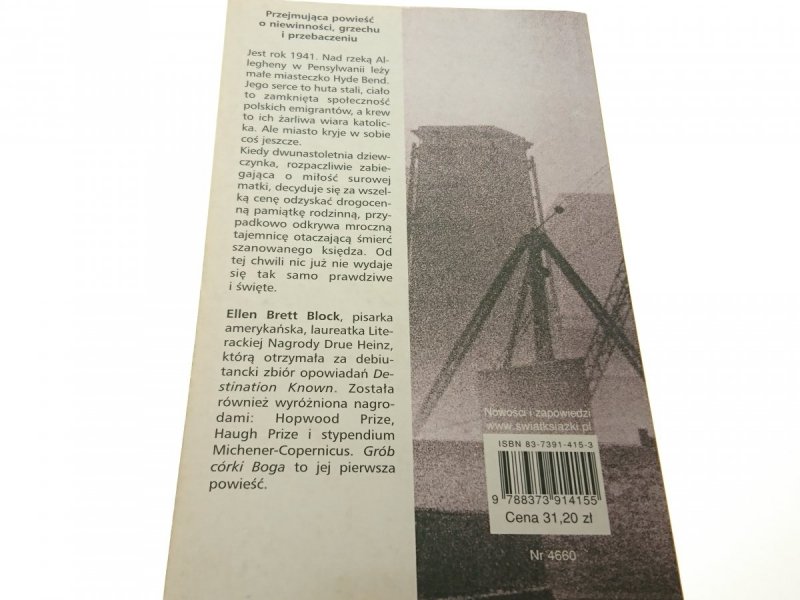 Przejmująca powieść
o niewinności, grzechu
i przebaczeniu
Jest rok 1941. Nad rzeką Al-
legheny w Pensylwanii leży
małe miasteczko Hyde Bend.
Jego serce to huta stali, ciało
to zamknięta społeczność
polskich emigrantów, a krew
to ich żarliwa wiara katolic-
ka. Ale miasto kryje w sobie
coś jeszcze.
Kiedy dwunastoletnia dziew-
czynka, rozpaczliwie zabie-
gająca o miłość surowej
matki, decyduje się za wszel-
ką cenę odzyskać drogocen-
ną pamiątkę rodzinną, przy-
padkowo odkrywa mroczną
tajemnicę otaczającą śmierć
szanowanego księdza. Od
tej chwili nic już nie wydaje
się tak samo prawdziwe
i święte.
Ellen Brett Block, pisarka
amerykańska, laureatka Lite-
rackiej Nagrody Drue Heinz,
którą otrzymała za debiu-
tancki zbiór opowiadań De-
stination Known. Została
również wyróżniona nagro-
dami: Hopwood Prize,
Haugh Prize i stypendium
Michener-Copernicus. Grób
córki Boga to jej pierwsza
powieść.
Nowości i zapowiedzi
www.swiatksiazki.pl
ISBN 83-7391-415-3
9 788373 914155
Cena 31,20 zł
Nr 4660